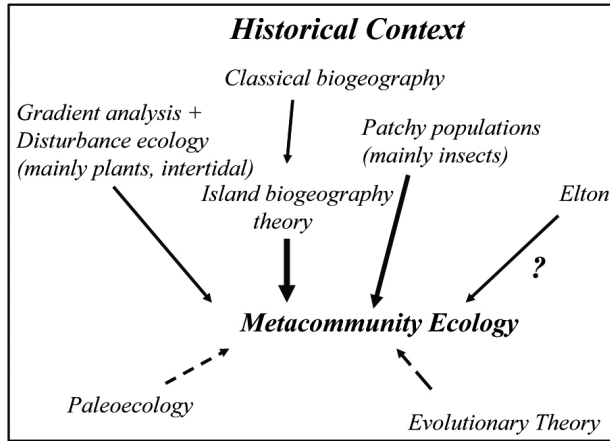 Historical Context
Classical biogeography
Gradient analysis +
Disturbance ecology
(mainly plants, intertidal)
Patchy populations
(mainly insects)
Island biogeography
theory
Elton
?
Metacommunity Ecology
Paleoecology
Evolutionary Theory